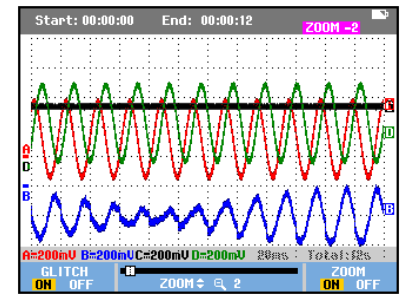 Start: 00:00:00 End: 00:00:12
ZOOM -2
A
D
B
D
B
A=200mV B=200mV C=200mV D=200mV 20ms Total:12s
GLITCH ZOOM
ON OFF ZOOM 2 ON OFF